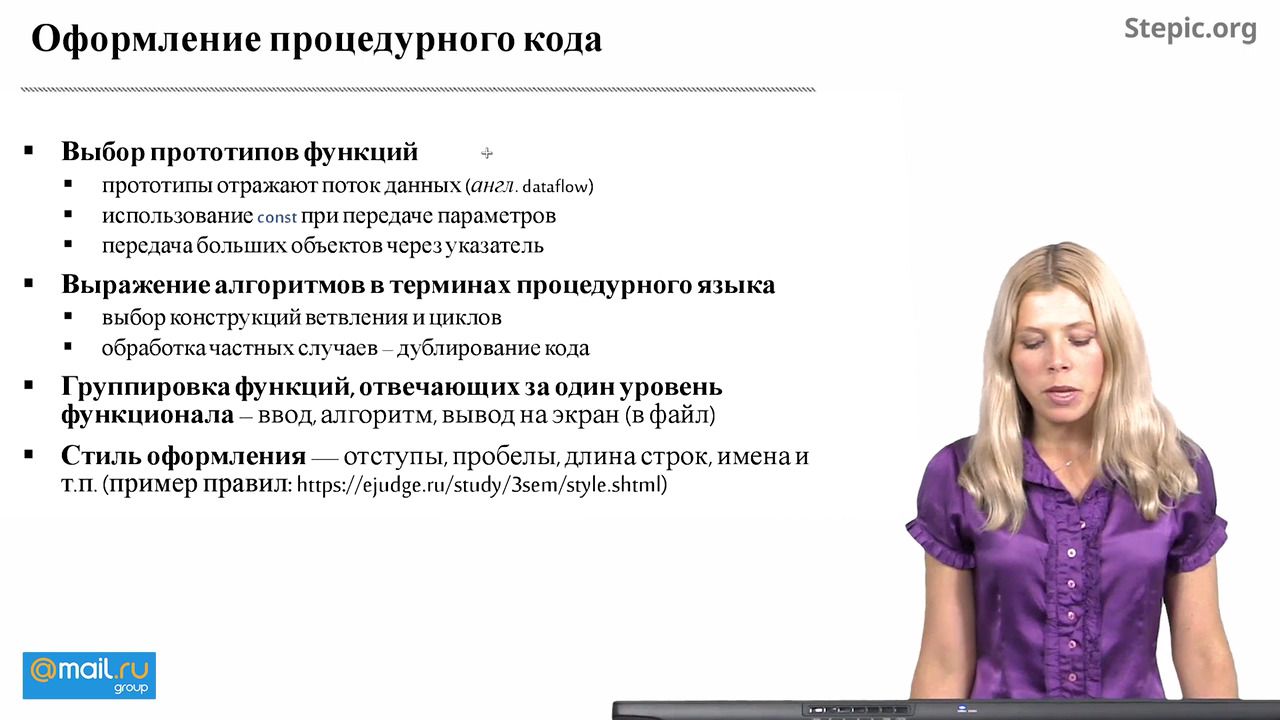 Оформление процедурного кода
Stepic.org
Выбор прототипов функций
прототипы отражают поток данных (англ. dataflow)
использование const при передаче параметров
передача больших объектов через указатель
Выражение алгоритмов в терминах процедурного языка
выбор конструкций ветвления и циклов
обработка частных случаев – дублирование кода
Группировка функций, отвечающих за один уровень
функционала – ввод, алгоритм, вывод на экран (в файл)
Стиль оформления — отступы, пробелы, длина строк, имена и
т.п. (пример правил: https://ejudge.ru/study/3sem/style.shtml)
@mail.ru
group